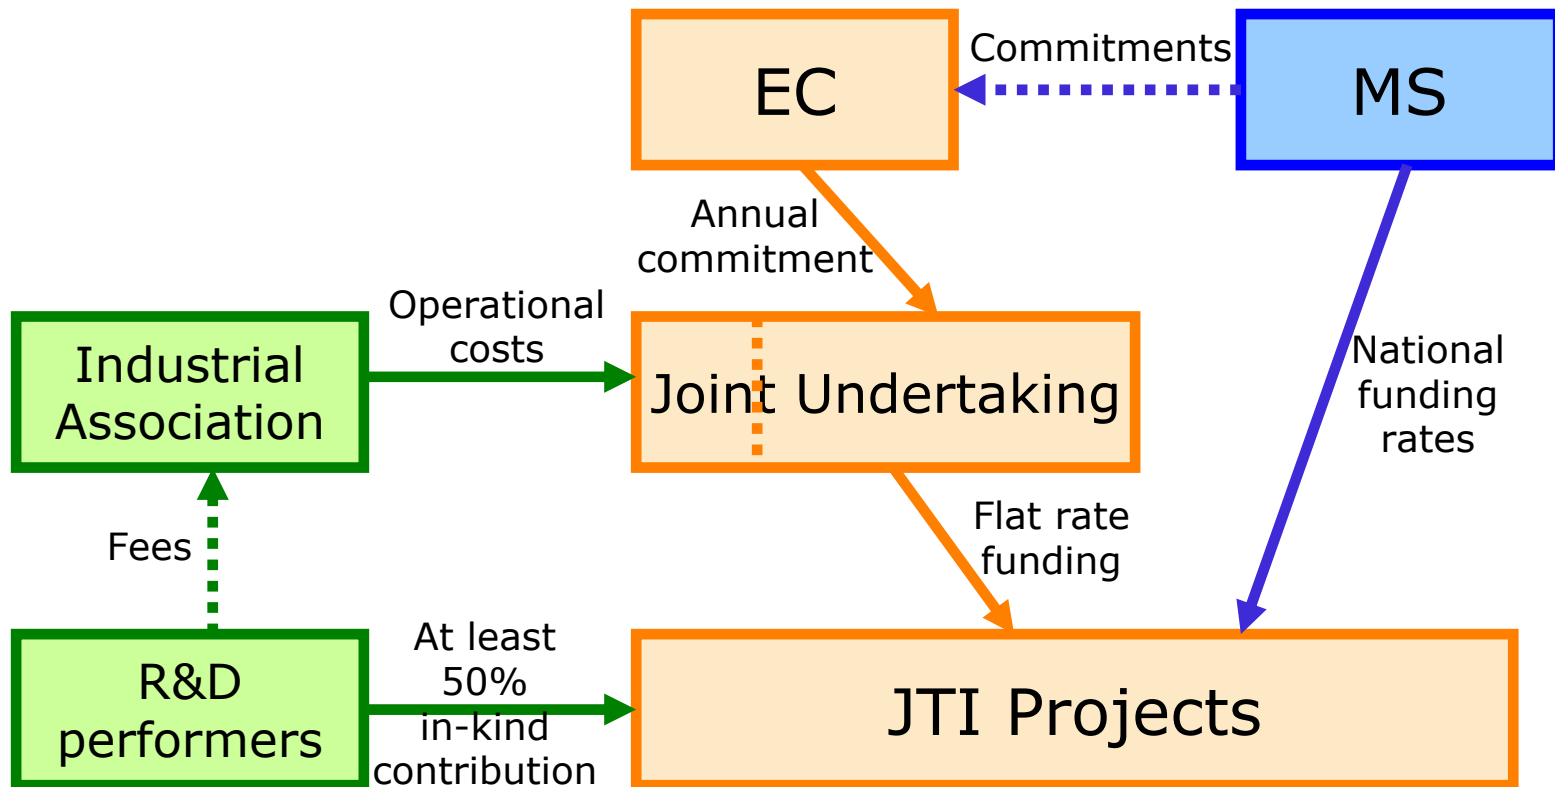 EC
Commitments
MS
Annual
commitment
Operational
costs
Industrial
Association
Joint Undertaking
National
funding
rates
Fees
Flat rate
funding
R&D
performers
At least
50%
in-kind
contribution
JTI Projects